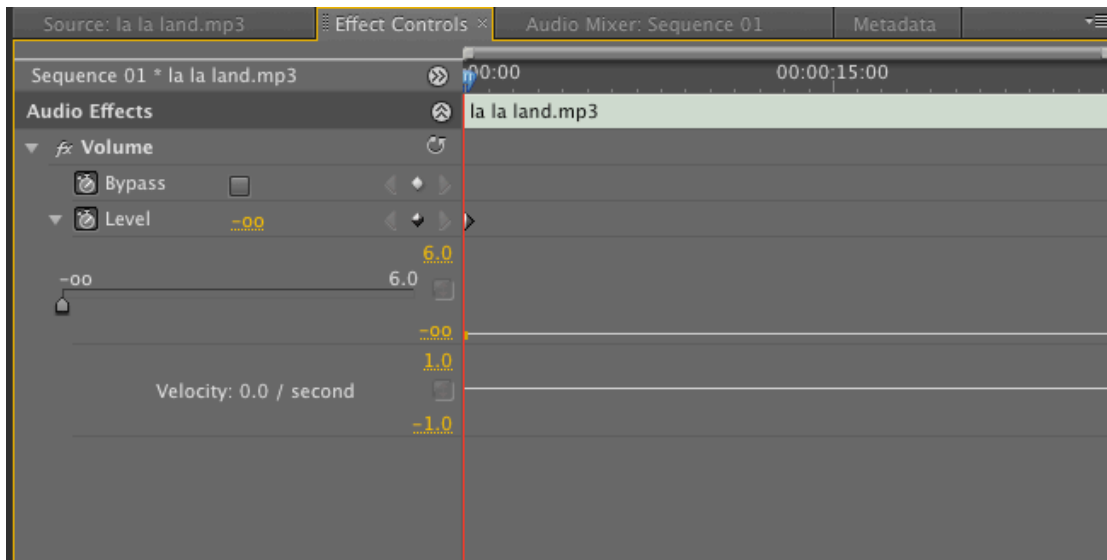 Source: la la land.mp3 Effect Controls × Audio Mixer: Sequence 01 Metadata
Sequence 01 * la la land.mp3 00:00 00:00:15:00
Audio Effects la la land.mp3
fx Volume
Bypass
Level -oo
6.0
-oo 6.0
-oo
1.0
Velocity: 0.0 / second
-1.0